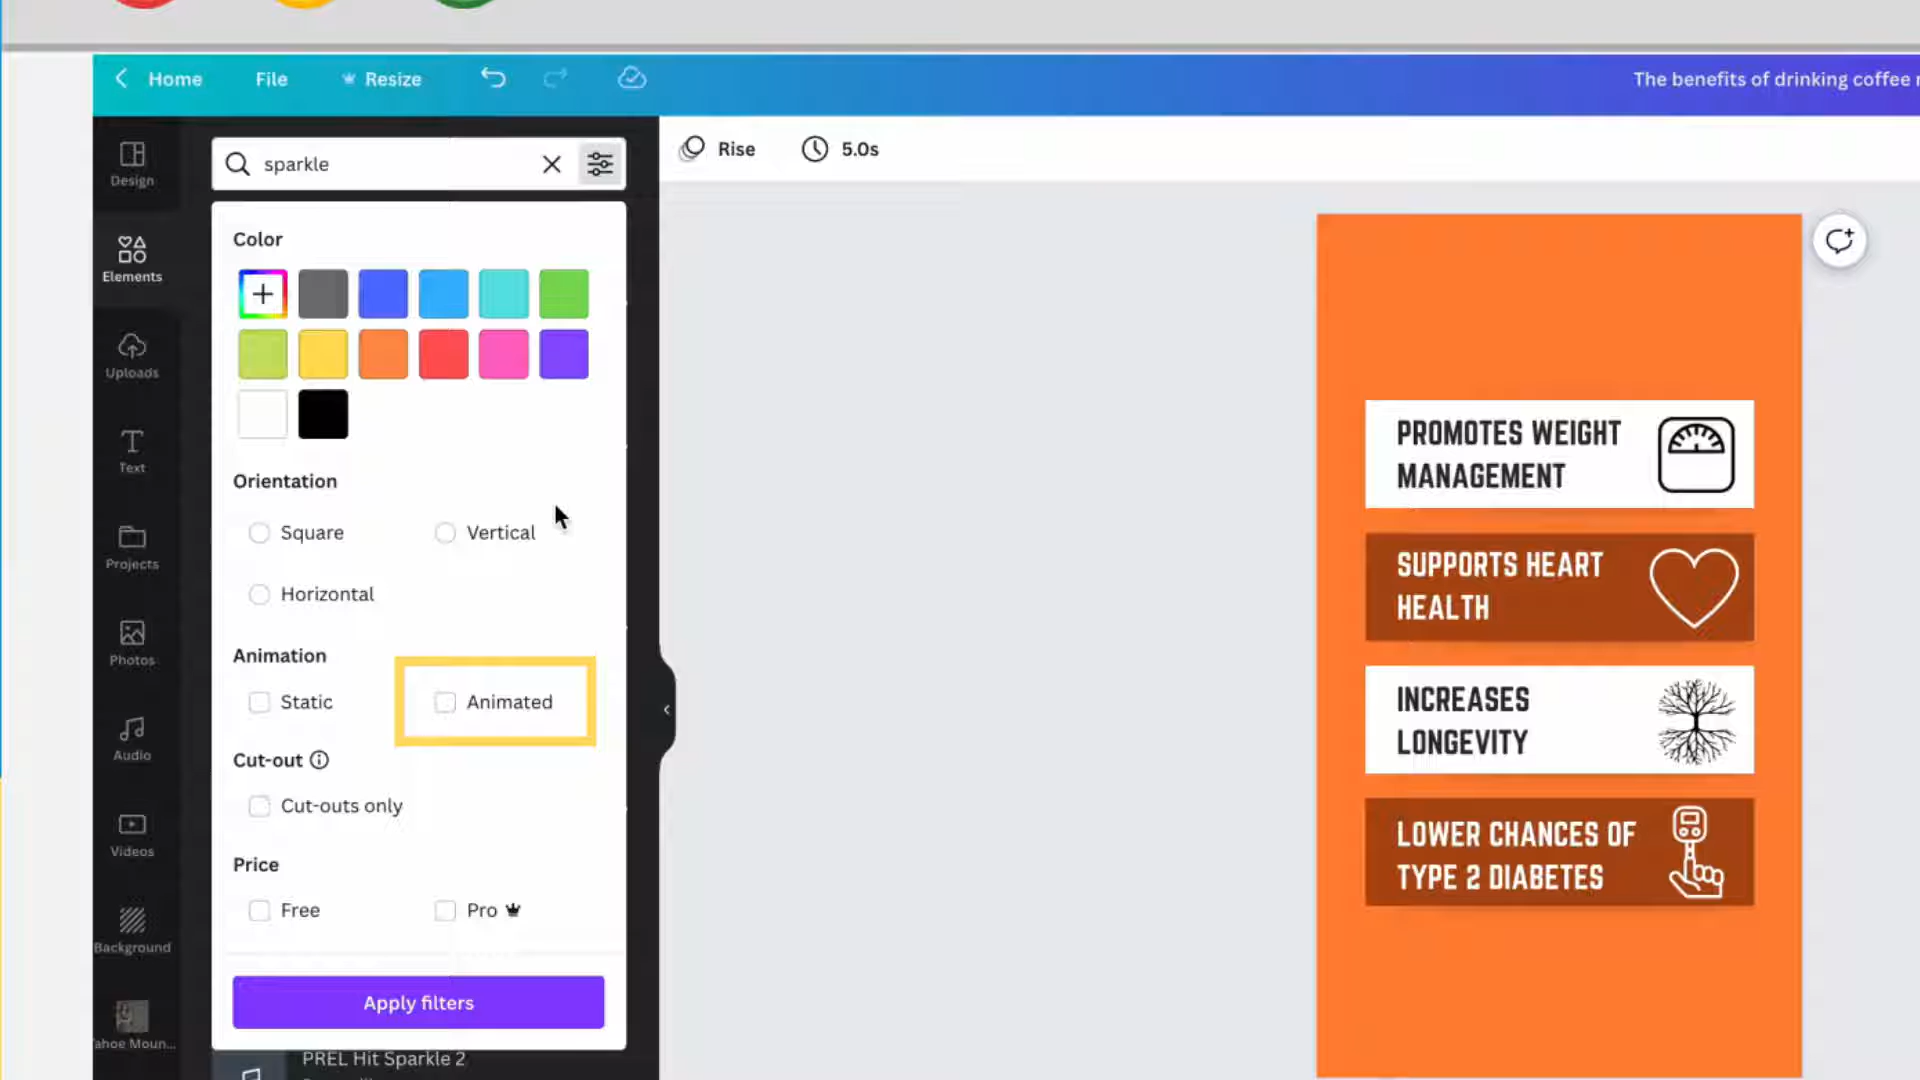 Home File Resize
The benefits of drinking coffee
sparkle
Rise 5.0s
Design
Elements
Uploads
Text
Projects
Photos
Audio
Videos
Background
ahoe Moun...
Color
Orientation
Square Vertical
Horizontal
Animation
Static Animated
Cut-out
Cut-outs only
Price
Free Pro
Apply filters
PREL Hit Sparkle 2
PROMOTES WEIGHT
MANAGEMENT
SUPPORTS HEART
HEALTH
INCREASES
LONGEVITY
LOWER CHANCES OF
TYPE 2 DIABETES